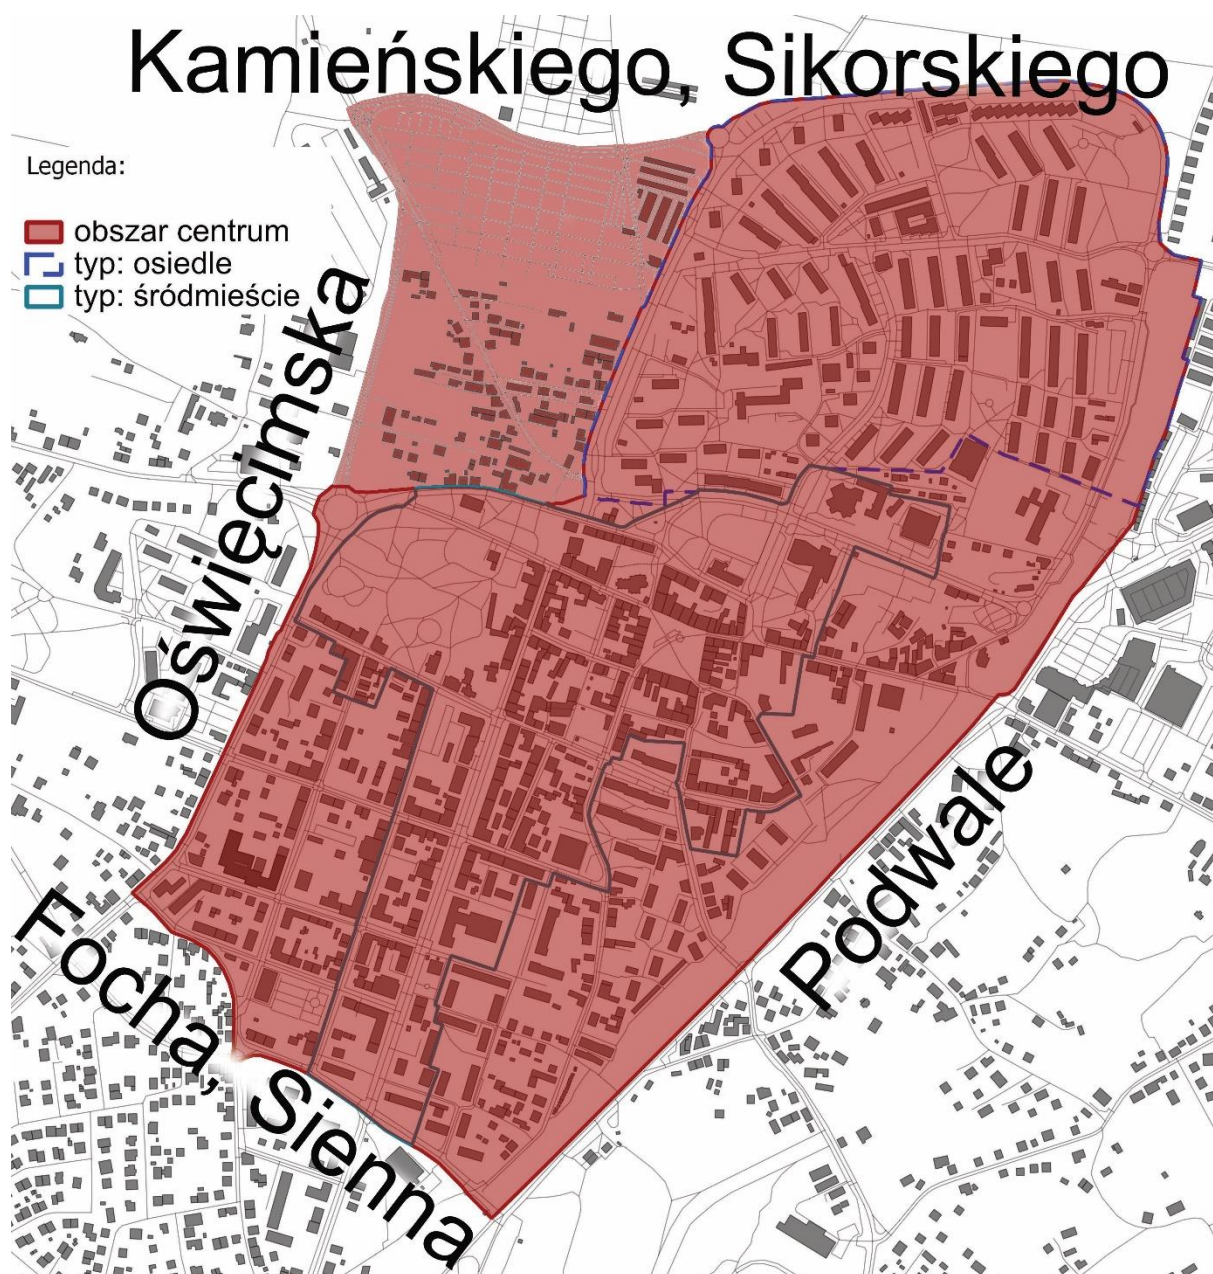 Kamieńskiego, Sikorskiego
Legenda:
obszar centrum
typ: osiedle
typ: śródmieście
Oświęcimska
Podwale
Focha, Sienna